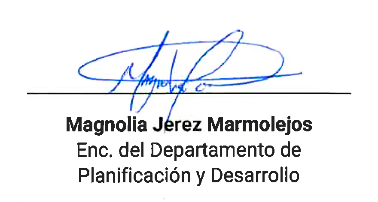 Magnolia Jerez Marmolejos
Enc. del Departamento de
Planificación y Desarrollo